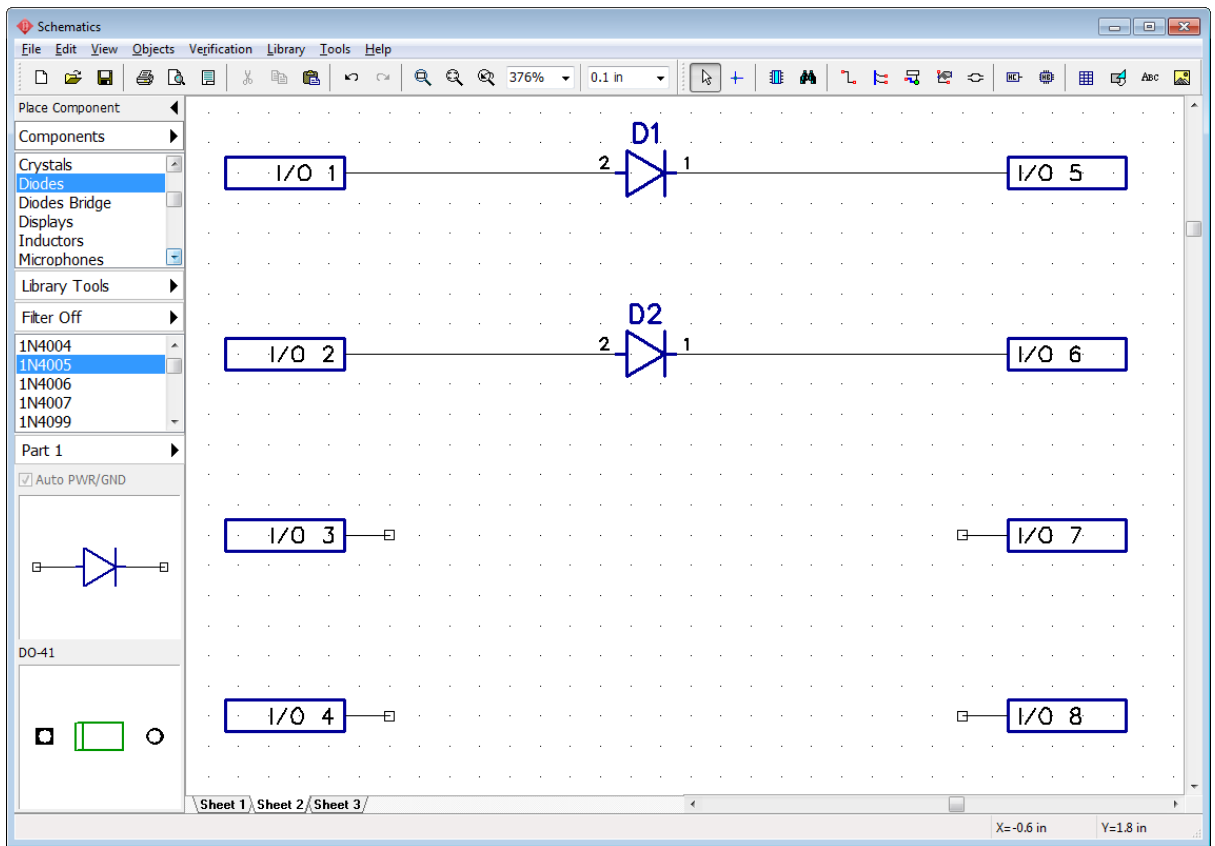 Schematics
File Edit View Objects Verification Library Tools Help
376% 0.1 in ABC
Place Component
Components
Crystals
Diodes
Diodes Bridge
Displays
Inductors
Microphones
Library Tools
Filter Off
1N4004
1N4005
1N4006
1N4007
1N4099
Part 1
Auto PWR/GND
DO-41
D1
I/O 1 2 1 I/O 5
D2
I/O 2 2 1 I/O 6
I/O 3 I/O 7
I/O 4 I/O 8
Sheet 1 Sheet 2 Sheet 3
X=-0.6 in Y=1.8 in